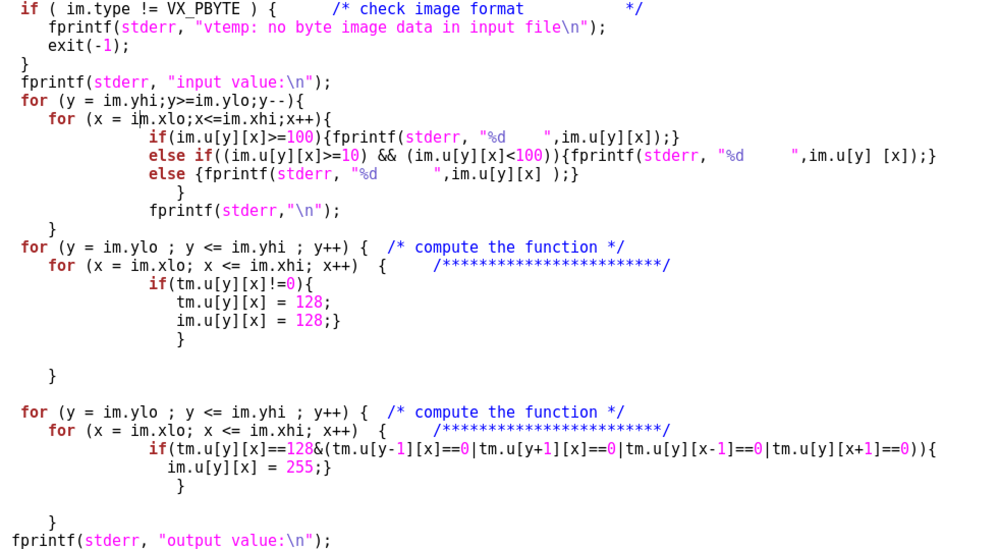 if ( im.type != VX_PBYTE ) {      /* check image format           */
   fprintf(stderr, "vtemp: no byte image data in input file\n");
   exit(-1);
}
fprintf(stderr, "input value:\n");
for (y = im.yhi;y>=im.ylo;y--){
   for (x = im.xlo;x<=im.xhi;x++){
              if(im.u[y][x]>=100){fprintf(stderr, "%d    ",im.u[y][x]);}
              else if((im.u[y][x]>=10) && (im.u[y][x]<100)){fprintf(stderr, "%d     ",im.u[y] [x]);}
              else {fprintf(stderr, "%d      ",im.u[y][x] );}
                 }
              fprintf(stderr,"\n");
   }
for (y = im.ylo ; y <= im.yhi ; y++) {  /* compute the function */
   for (x = im.xlo; x <= im.xhi; x++)  {     /************************/
              if(tm.u[y][x]!=0){
                 tm.u[y][x] = 128;
                 im.u[y][x] = 128;}
                 }
   }
for (y = im.ylo ; y <= im.yhi ; y++) {  /* compute the function */
   for (x = im.xlo; x <= im.xhi; x++)  {     /************************/
              if(tm.u[y][x]==128&(tm.u[y-1][x]==0|tm.u[y+1][x]==0|tm.u[y][x-1]==0|tm.u[y][x+1]==0)){
                im.u[y][x] = 255;}
                 }
   }
fprintf(stderr, "output value:\n");